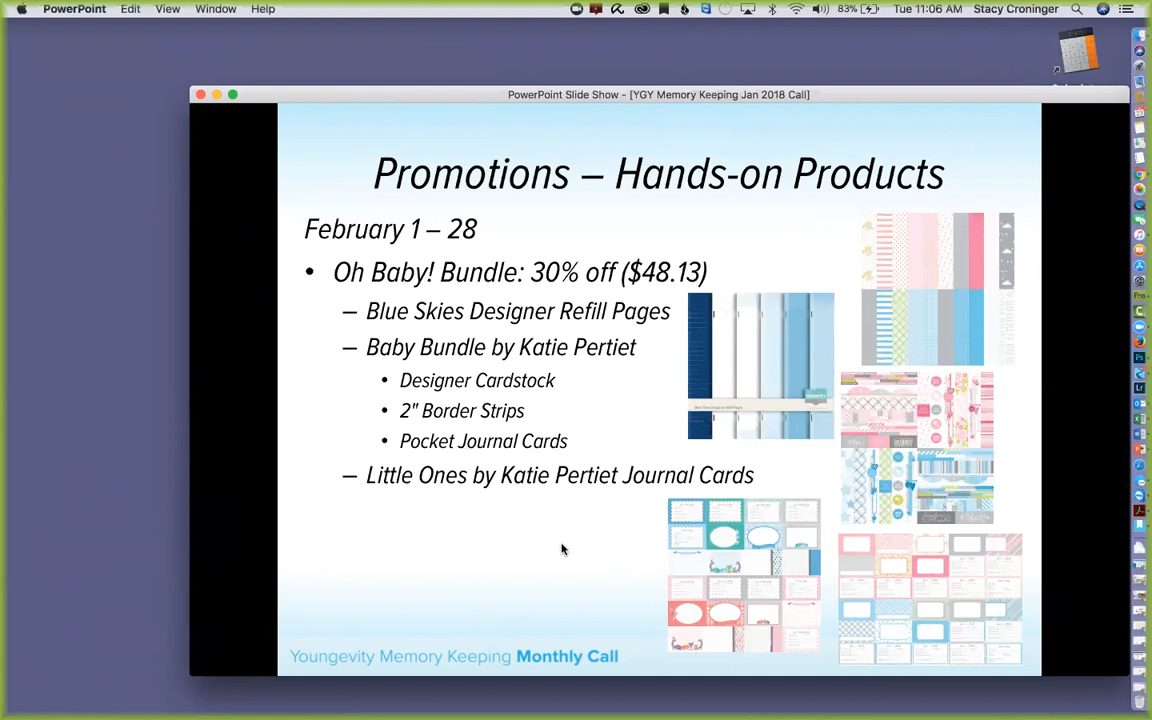 PowerPoint Edit View Window Help 83% Tue 11:06 AM Stacy Croninger
PowerPoint Slide Show - [YGY Memory Keeping Jan 2018 Call]
Promotions – Hands-on Products
February 1 – 28
• Oh Baby! Bundle: 30% off ($48.13)
– Blue Skies Designer Refill Pages
– Baby Bundle by Katie Pertiet
• Designer Cardstock
• 2" Border Strips
• Pocket Journal Cards
– Little Ones by Katie Pertiet Journal Cards
Youngevity Memory Keeping Monthly Call